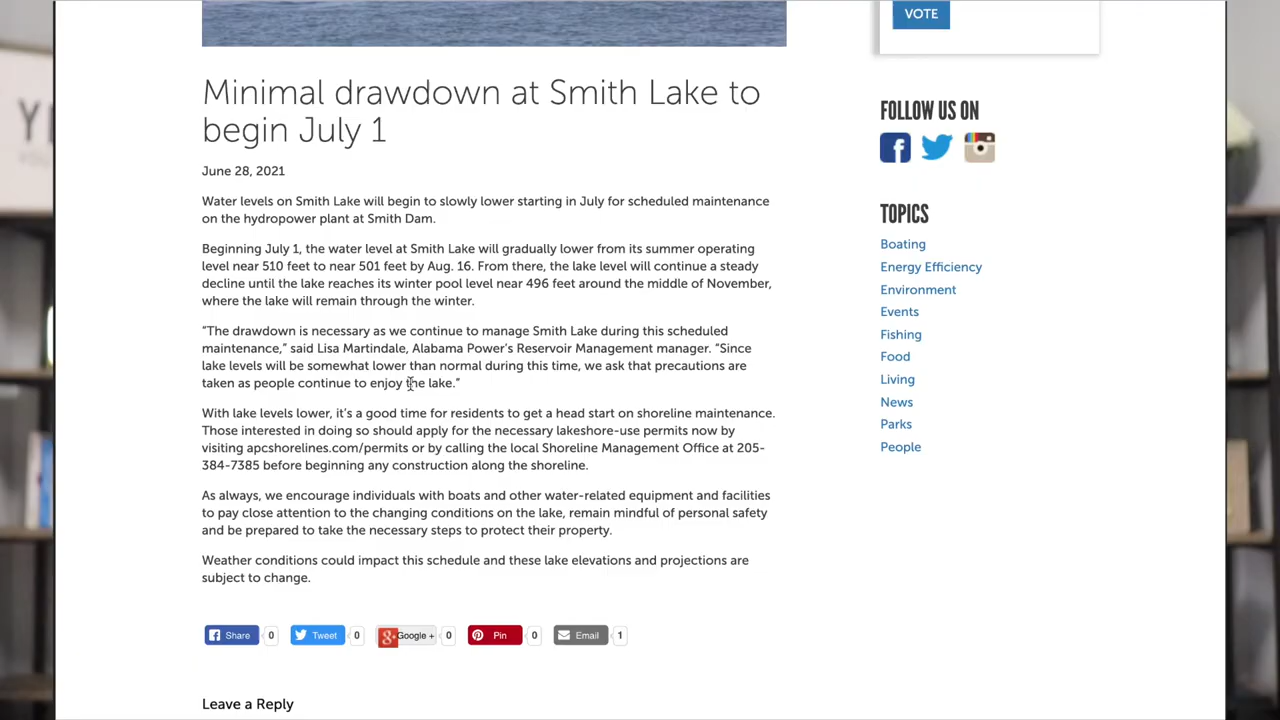 VOTE
Minimal drawdown at Smith Lake to
begin July 1
June 28, 2021
Water levels on Smith Lake will begin to slowly lower starting in July for scheduled maintenance
on the hydropower plant at Smith Dam.
Beginning July 1, the water level at Smith Lake will gradually lower from its summer operating
level near 510 feet to near 501 feet by Aug. 16. From there, the lake level will continue a steady
decline until the lake reaches its winter pool level near 496 feet around the middle of November,
where the lake will remain through the winter.
“The drawdown is necessary as we continue to manage Smith Lake during this scheduled
maintenance,” said Lisa Martindale, Alabama Power’s Reservoir Management manager. “Since
lake levels will be somewhat lower than normal during this time, we ask that precautions are
taken as people continue to enjoy the lake.”
With lake levels lower, it’s a good time for residents to get a head start on shoreline maintenance.
Those interested in doing so should apply for the necessary lakeshore-use permits now by
visiting apcshorelines.com/permits or by calling the local Shoreline Management Office at 205-
384-7385 before beginning any construction along the shoreline.
As always, we encourage individuals with boats and other water-related equipment and facilities
to pay close attention to the changing conditions on the lake, remain mindful of personal safety
and be prepared to take the necessary steps to protect their property.
Weather conditions could impact this schedule and these lake elevations and projections are
subject to change.
Share 0 Tweet 0 Google + 0 Pin 0 Email 1
Leave a Reply
FOLLOW US ON
TOPICS
Boating
Energy Efficiency
Environment
Events
Fishing
Food
Living
News
Parks
People